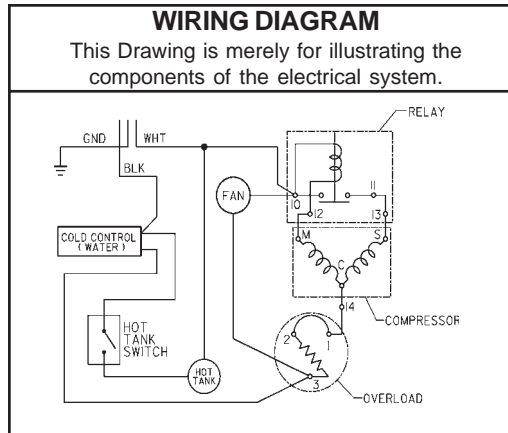 WIRING DIAGRAM
This Drawing is merely for illustrating the
components of the electrical system.
RELAY
GND
WHT
BLK
FAN
10
11
12
13
M
S
C
COLD CONTROL
( WATER )
14
COMPRESSOR
HOT
TANK
SWITCH
2
1
HOT
TANK
3
OVERLOAD